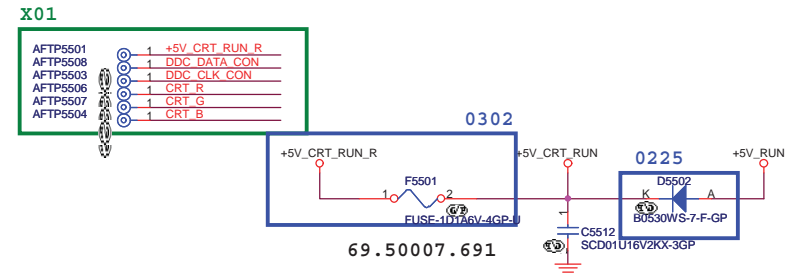 X01
AFTP5501 1 +5V_CRT_RUN_R
AFTP5508 1 DDC_DATA_CON
AFTP5503 1 DDC_CLK_CON
AFTP5506 1 CRT_R
AFTP5507 1 CRT_G
AFTP5504 1 CRT_B
0302
+5V_CRT_RUN_R
+5V_CRT_RUN
0225
+5V_RUN
F5501
D5502
1 2
K A
FUSE-1D1A6V-4GP-U
B0530WS-7-F-GP
1
C5512
SCD01U16V2KX-3GP
69.50007.691